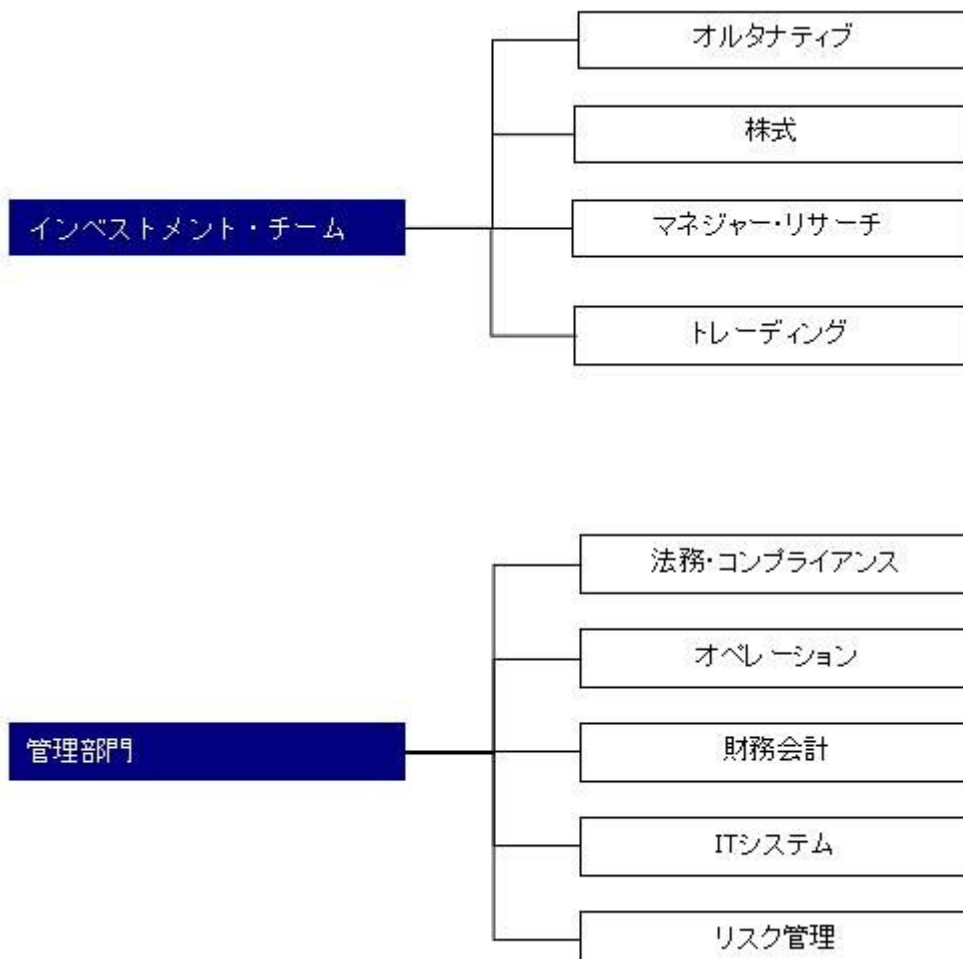 オルタナティブ
株式
インベストメント・チーム
マネジャー・リサーチ
トレーディング
法務・コンプライアンス
オペレーション
管理部門
財務会計
ITシステム
リスク管理